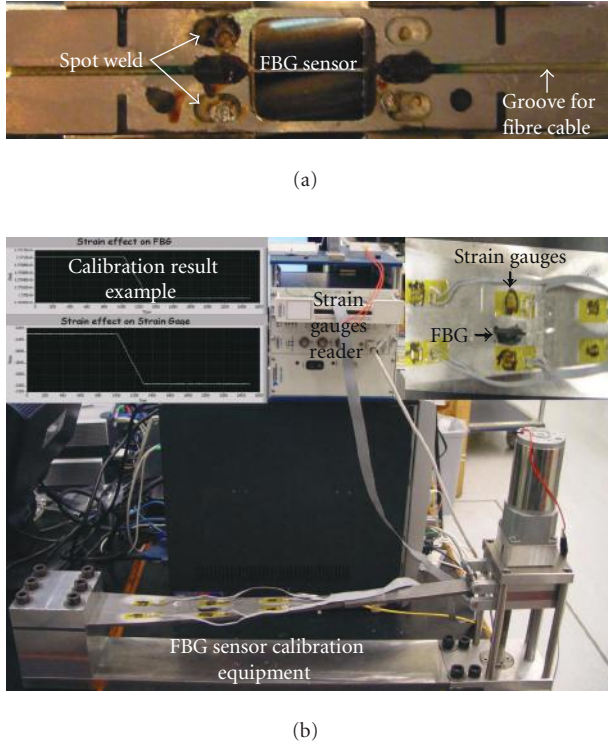 Spot weld
FBG sensor
Groove for
fibre cable
(a)
Strain effect on FBG
Calibration result
example
Strain effect on Strain Gage
Strain
gauges
reader
Strain gauges
FBG
FBG sensor calibration
equipment
(b)